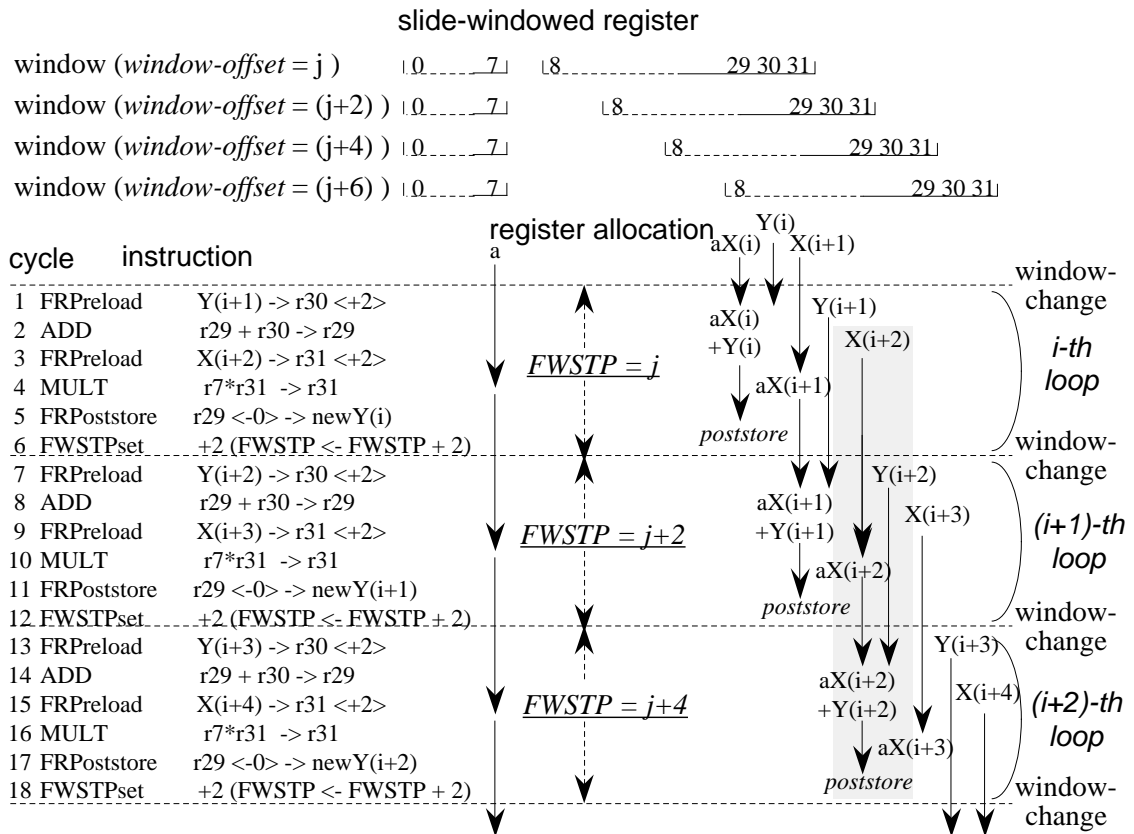 slide-windowed register
window (window-offset = j ) 0 7 8 29 30 31
window (window-offset = (j+2) ) 0 7 8 29 30 31
window (window-offset = (j+4) ) 0 7 8 29 30 31
window (window-offset = (j+6) ) 0 7 8 29 30 31
register allocation
cycle instruction a aX(i) Y(i) X(i+1)
window-change
1 FRPreload Y(i+1) -> r30 <+2> Y(i+1)
2 ADD r29 + r30 -> r29 aX(i)
3 FRPreload X(i+2) -> r31 <+2> +Y(i) X(i+2)
4 MULT r7*r31 -> r31 FWSTP = j aX(i+1) i-th loop
5 FRPoststore r29 <-0> -> newY(i)
6 FWSTPset +2 (FWSTP <- FWSTP + 2) poststore
window-change
7 FRPreload Y(i+2) -> r30 <+2> Y(i+2)
8 ADD r29 + r30 -> r29 aX(i+1)
9 FRPreload X(i+3) -> r31 <+2> +Y(i+1) X(i+3)
10 MULT r7*r31 -> r31 FWSTP = j+2 aX(i+2) (i+1)-th loop
11 FRPoststore r29 <-0> -> newY(i+1)
12 FWSTPset +2 (FWSTP <- FWSTP + 2) poststore
window-change
13 FRPreload Y(i+3) -> r30 <+2> Y(i+3)
14 ADD r29 + r30 -> r29 aX(i+2)
15 FRPreload X(i+4) -> r31 <+2> +Y(i+2) X(i+4)
16 MULT r7*r31 -> r31 FWSTP = j+4 aX(i+3) (i+2)-th loop
17 FRPoststore r29 <-0> -> newY(i+2)
18 FWSTPset +2 (FWSTP <- FWSTP + 2) poststore
window-change